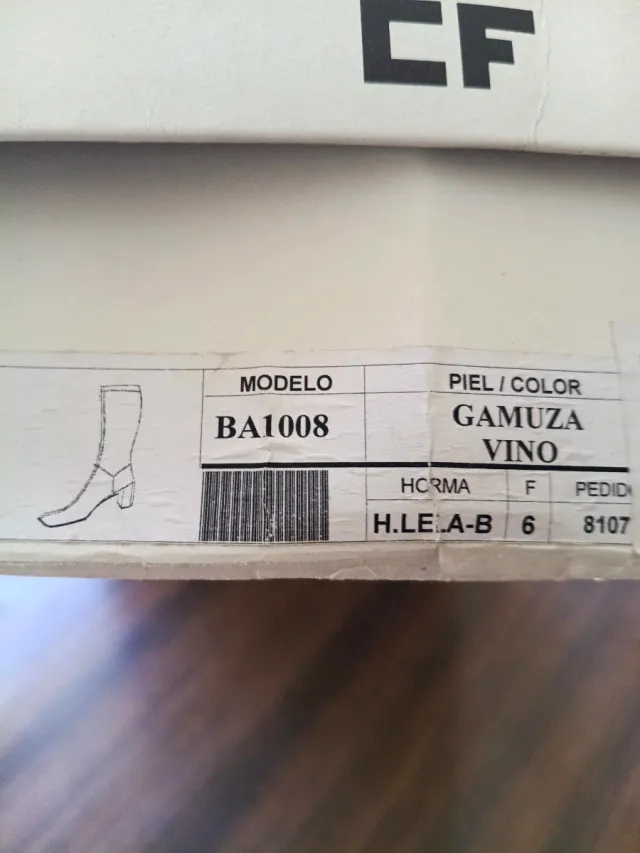 CF
MODELO
PIEL / COLOR
BA1008
GAMUZA
VINO
HORMA F
H.LE.A-B 6 8107